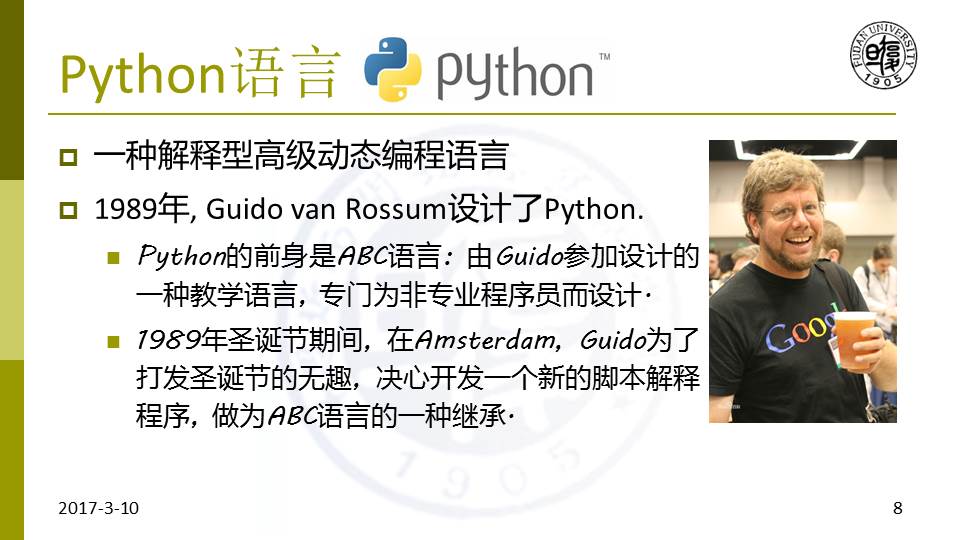 Python语言 python™
FUDAN UNIVERSITY
1905
一种解释型高级动态编程语言
1989年, Guido van Rossum设计了Python.
Python的前身是ABC语言：由Guido参加设计的
一种教学语言，专门为非专业程序员而设计.
1989年圣诞节期间，在Amsterdam，Guido为了
打发圣诞节的无趣，决心开发一个新的脚本解释
程序，做为ABC语言的一种继承.
Google
1905
2017-3-10
8